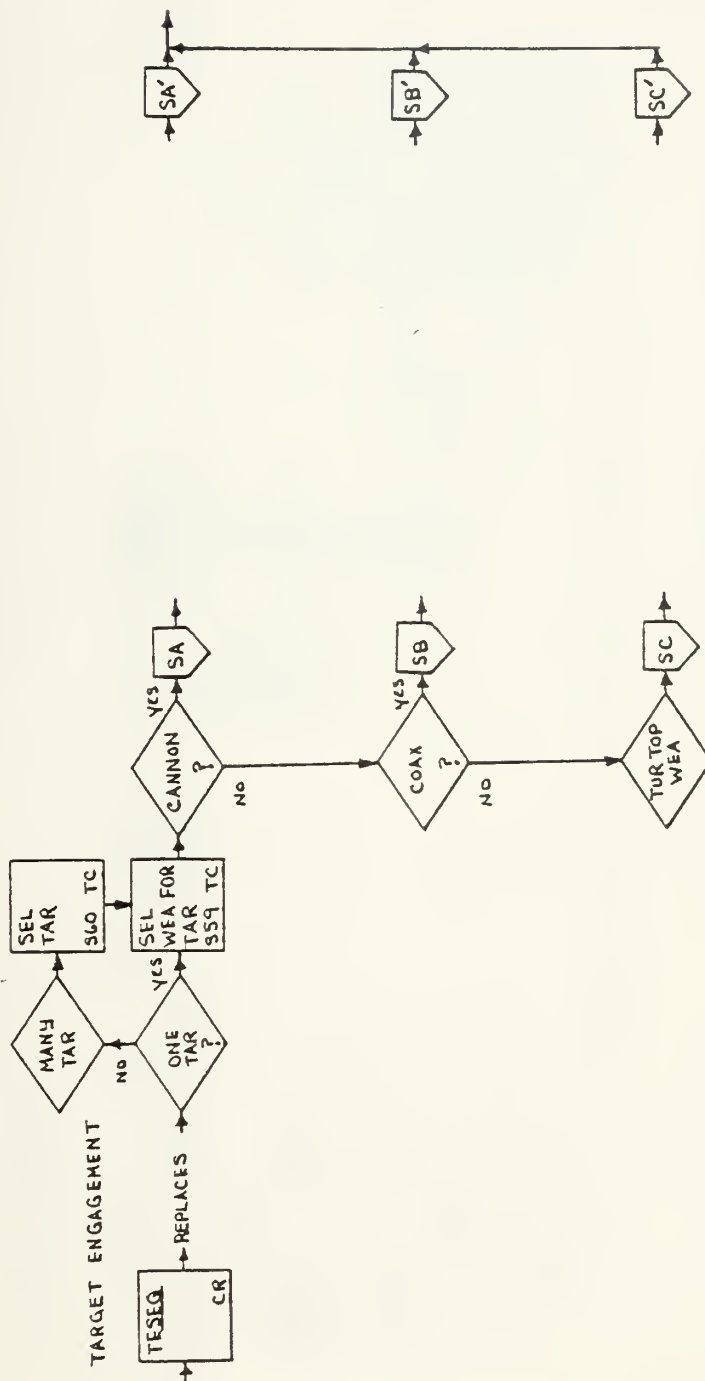 TARGET ENGAGEMENT
TESEQ
CR
REPLACES
ONE
TAR
?
NO
YES
MANY
TAR
SEL
TAR
S60 TC
SEL
WEA FOR
TAR
S59 TC
CANNON
?
YES
NO
SA
COAX
?
YES
NO
SB
TUR TOP
WEA
SC
SA'
SB'
SC'